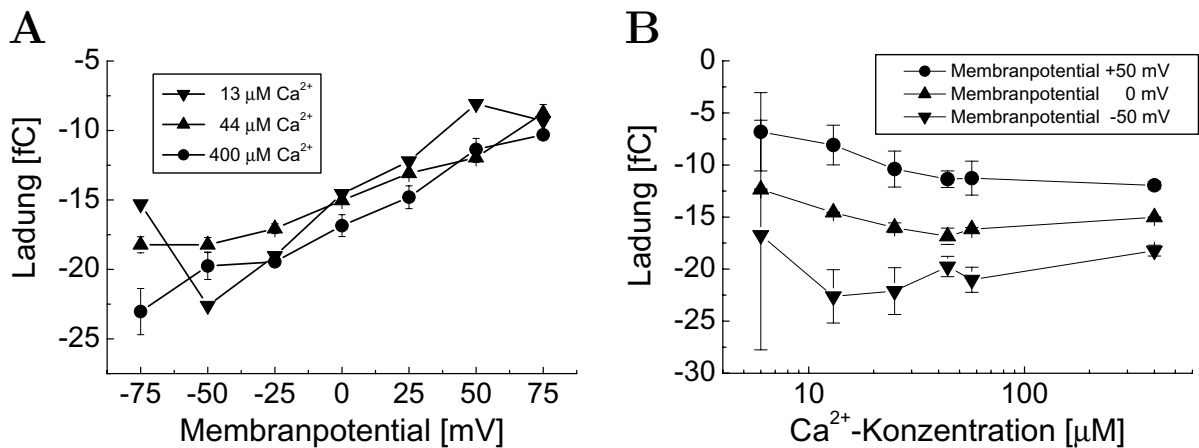 A
-5
-10
-15
-20
-25
Ladung [fC]
13 µM Ca²⁺
44 µM Ca²⁺
400 µM Ca²⁺
-75 -50 -25 0 25 50 75
Membranpotential [mV]
B
0
-5
-10
-15
-20
-25
-30
Ladung [fC]
Membranpotential +50 mV
Membranpotential 0 mV
Membranpotential -50 mV
10 100
Ca²⁺-Konzentration [µM]